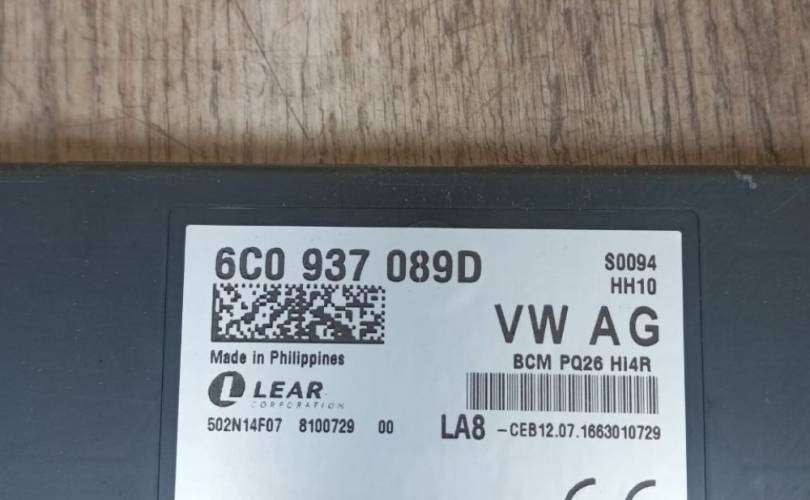 6C0 937 089D
S0094
HH10
VW AG
Made in Philippines
BCM PQ26 HI4R
LEAR
CORPORATION
502N14F07 8100729 00
LA8 -CEB12.07.1663010729
CE